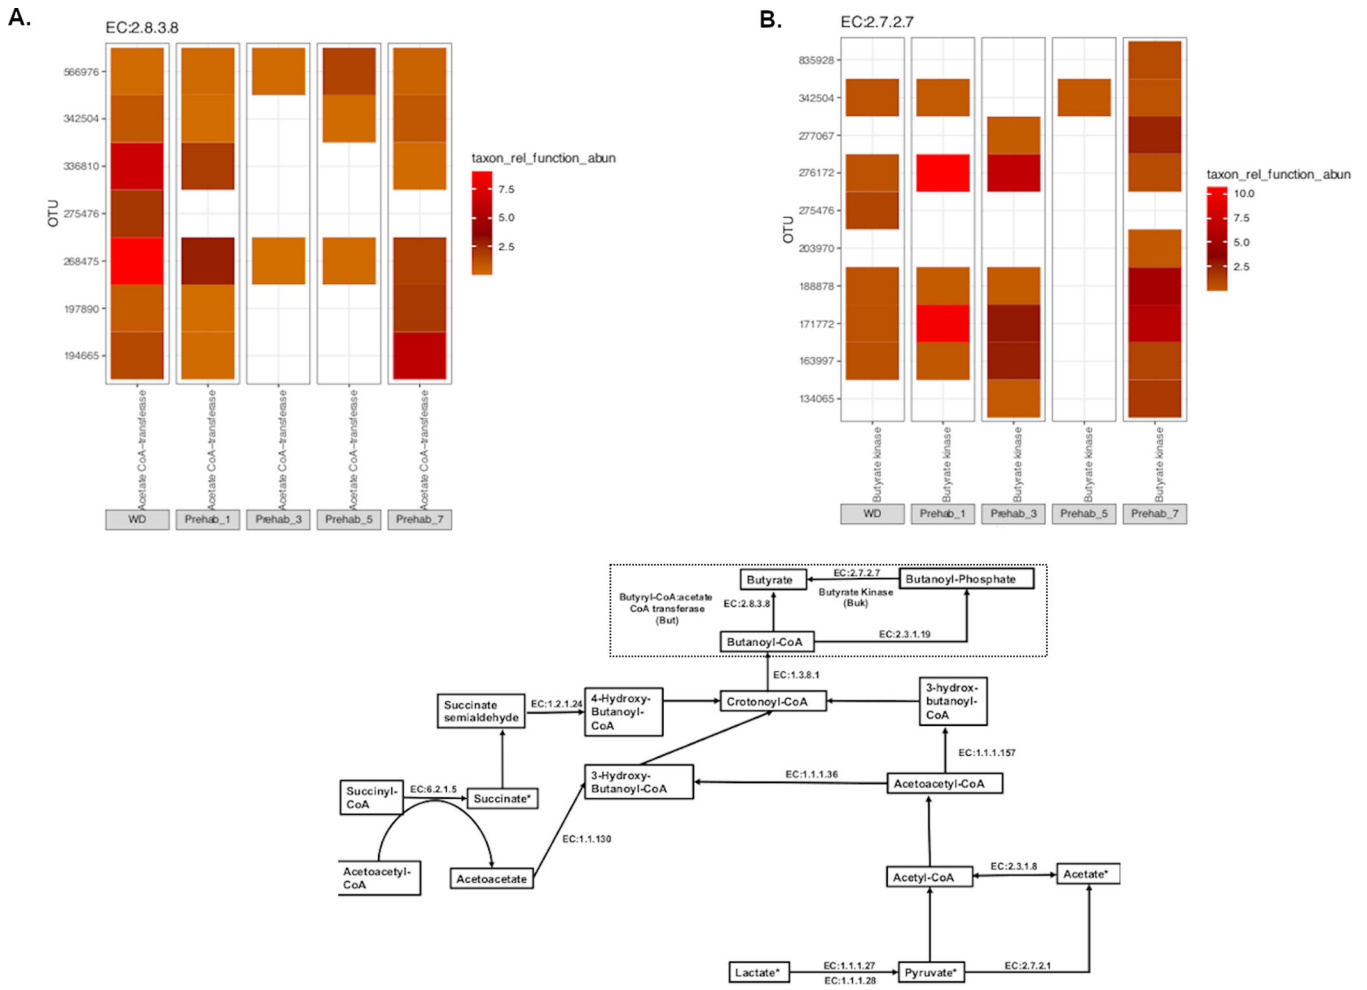 A.
EC:2.8.3.8
OTU
566976
342504
336810
275476
268475
197890
194665
Acetate CoA-transferase
Acetate CoA-transferase
Acetate CoA-transferase
Acetate CoA-transferase
Acetate CoA-transferase
WD
Prehab_1
Prehab_3
Prehab_5
Prehab_7
taxon_rel_function_abun
7.5
5.0
2.5
B.
EC:2.7.2.7
OTU
835928
342504
277067
276172
275476
203970
188878
171772
163997
134065
Butyrate kinase
Butyrate kinase
Butyrate kinase
Butyrate kinase
Butyrate kinase
WD
Prehab_1
Prehab_3
Prehab_5
Prehab_7
taxon_rel_function_abun
10.0
7.5
5.0
2.5
Butyrate
EC:2.7.2.7
Butanoyl-Phosphate
Butyryl-CoA:acetate
CoA transferase
(But)
EC:2.8.3.8
Butyrate Kinase
(Buk)
Butanoyl-CoA
EC:2.3.1.19
EC:1.3.8.1
Succinate
semialdehyde
EC:1.2.1.24
4-Hydroxy-
Butanoyl-
CoA
Crotonoyl-CoA
3-hydrox-
butanoyl-
CoA
EC:1.1.1.157
Succinyl-
CoA
EC:6.2.1.5
Succinate*
3-Hydroxy-
Butanoyl-CoA
EC:1.1.1.36
Acetoacetyl-CoA
EC:1.1.130
Acetoacetyl-
CoA
Acetoacetate
Acetyl-CoA
EC:2.3.1.8
Acetate*
Lactate*
EC:1.1.1.27
EC:1.1.1.28
Pyruvate*
EC:2.7.2.1